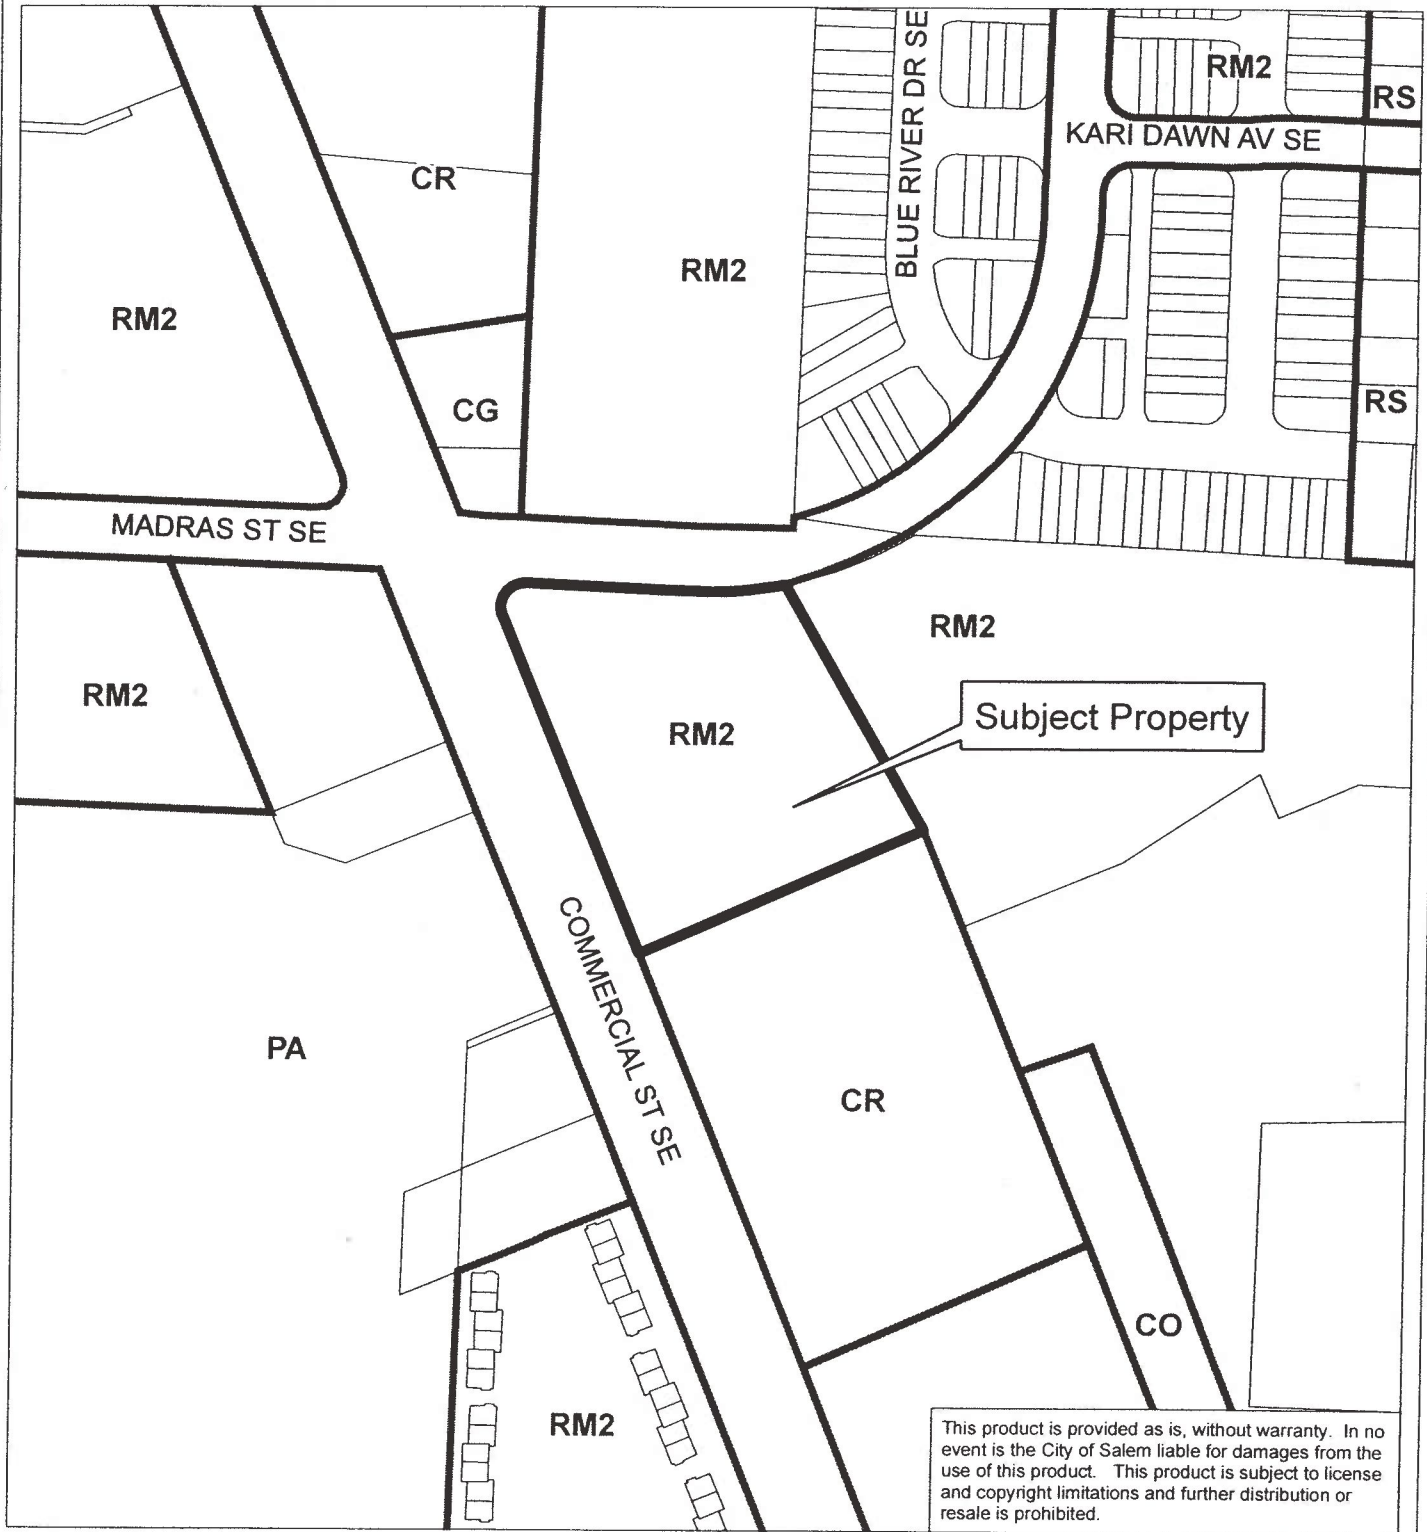 BLUE RIVER DR SE
RM2
RS
KARI DAWN AV SE
CR
RM2
RM2
CG
RS
MADRAS ST SE
RM2
RM2
RM2
Subject Property
COMMERCIAL ST SE
PA
CR
CO
RM2
This product is provided as is, without warranty. In no
event is the City of Salem liable for damages from the
use of this product. This product is subject to license
and copyright limitations and further distribution or
resale is prohibited.